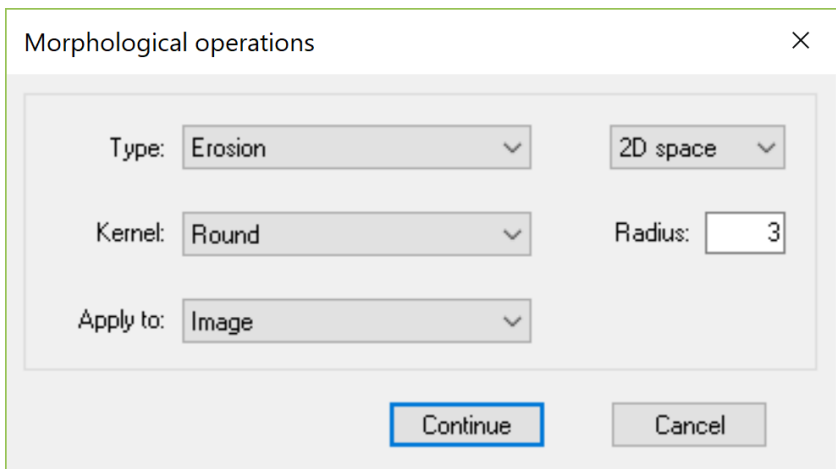 Morphological operations
Type: Erosion 2D space
Kernel: Round Radius: 3
Apply to: Image
Continue Cancel